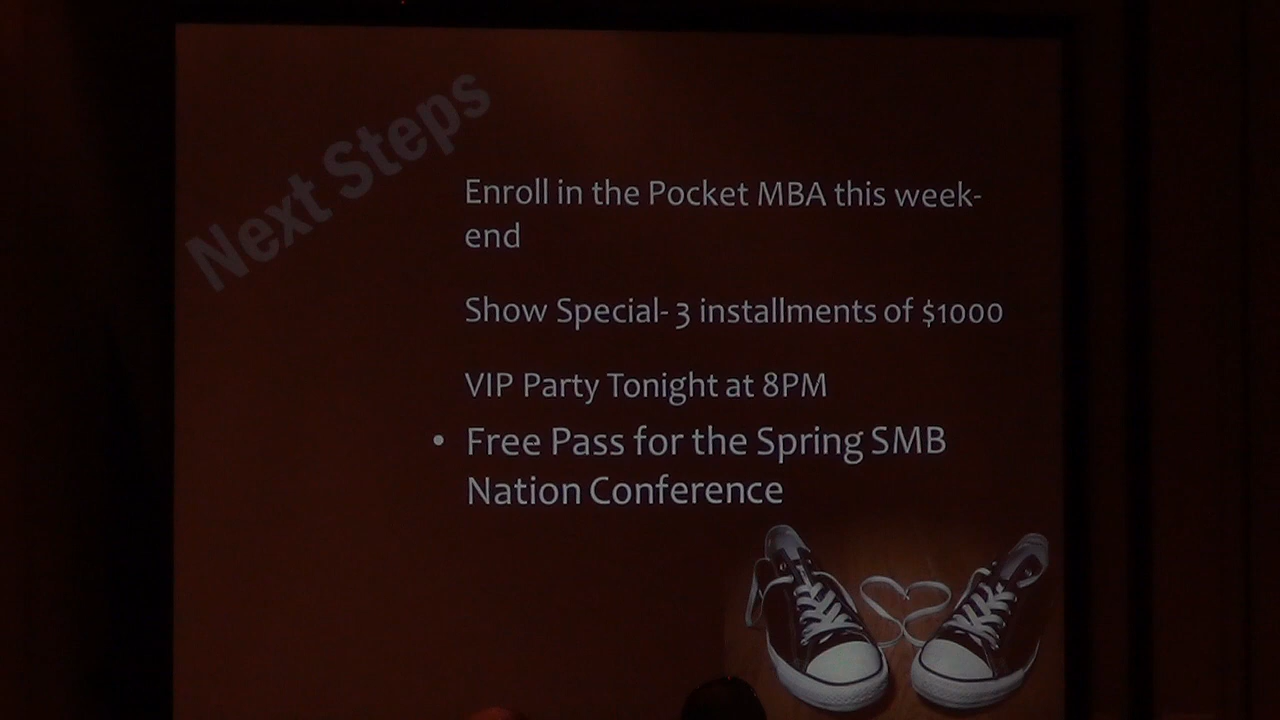 Next Steps
Enroll in the Pocket MBA this week-
end
Show Special- 3 installments of $1000
VIP Party Tonight at 8PM
• Free Pass for the Spring SMB
Nation Conference